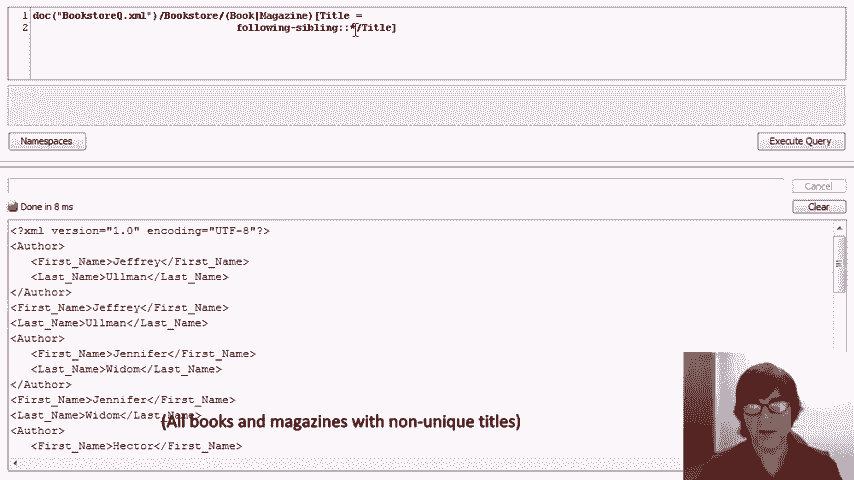 1 doc("BookstoreQ.xml")/Bookstore/(Book|Magazine)[Title =
2 following-sibling::*/Title]
Namespaces
Execute Query
Cancel
Done in 8 ms
Clear
<?xml version="1.0" encoding="UTF-8"?>
<Author>
<First_Name>Jeffrey</First_Name>
<Last_Name>Ullman</Last_Name>
</Author>
<First_Name>Jeffrey</First_Name>
<Last_Name>Ullman</Last_Name>
<Author>
<First_Name>Jennifer</First_Name>
<Last_Name>Widom</Last_Name>
</Author>
<First_Name>Jennifer</First_Name>
<Last_Name>Widom</Last_Name>
(All books and magazines with non-unique titles)
<Author>
<First_Name>Hector</First_Name>